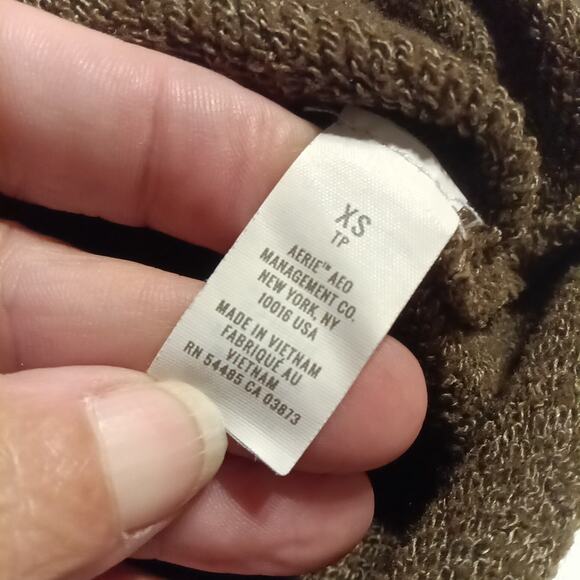 XS
TP
AERIE™ AEO
MANAGEMENT CO.
NEW YORK, NY
10016 USA
MADE IN VIETNAM
FABRIQUÉ AU
VIETNAM
RN 54485 CA 03873